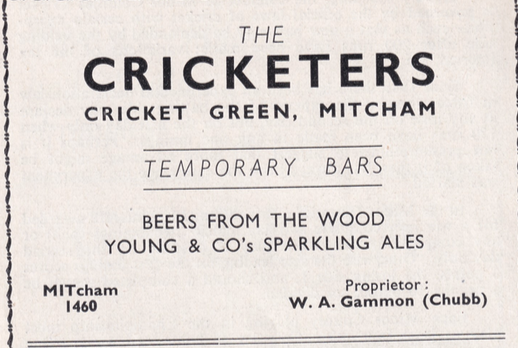 THE
CRICKETERS
CRICKET GREEN, MITCHAM
TEMPORARY BARS
BEERS FROM THE WOOD
YOUNG & CO's SPARKLING ALES
MITcham
1460
Proprietor :
W. A. Gammon (Chubb)